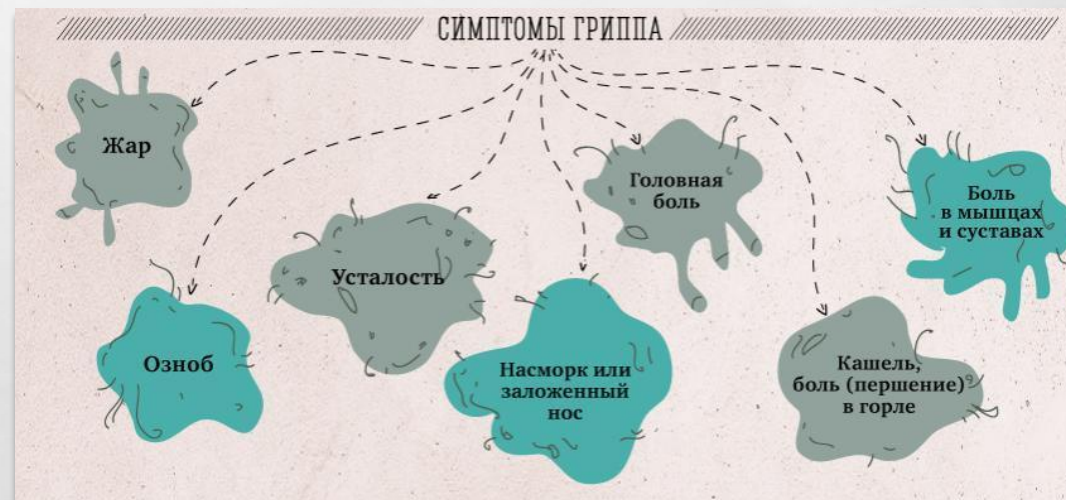 СИМПТОМЫ ГРИППА
Жар
Головная
боль
Боль
в мышцах
и суставах
Усталость
Озноб
Насморк или
заложенный
нос
Кашель,
боль (першение)
в горле